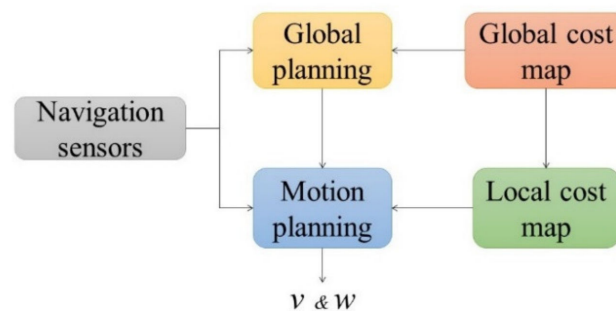 Global
planning
Global cost
map
Navigation
sensors
Motion
planning
Local cost
map
v & w